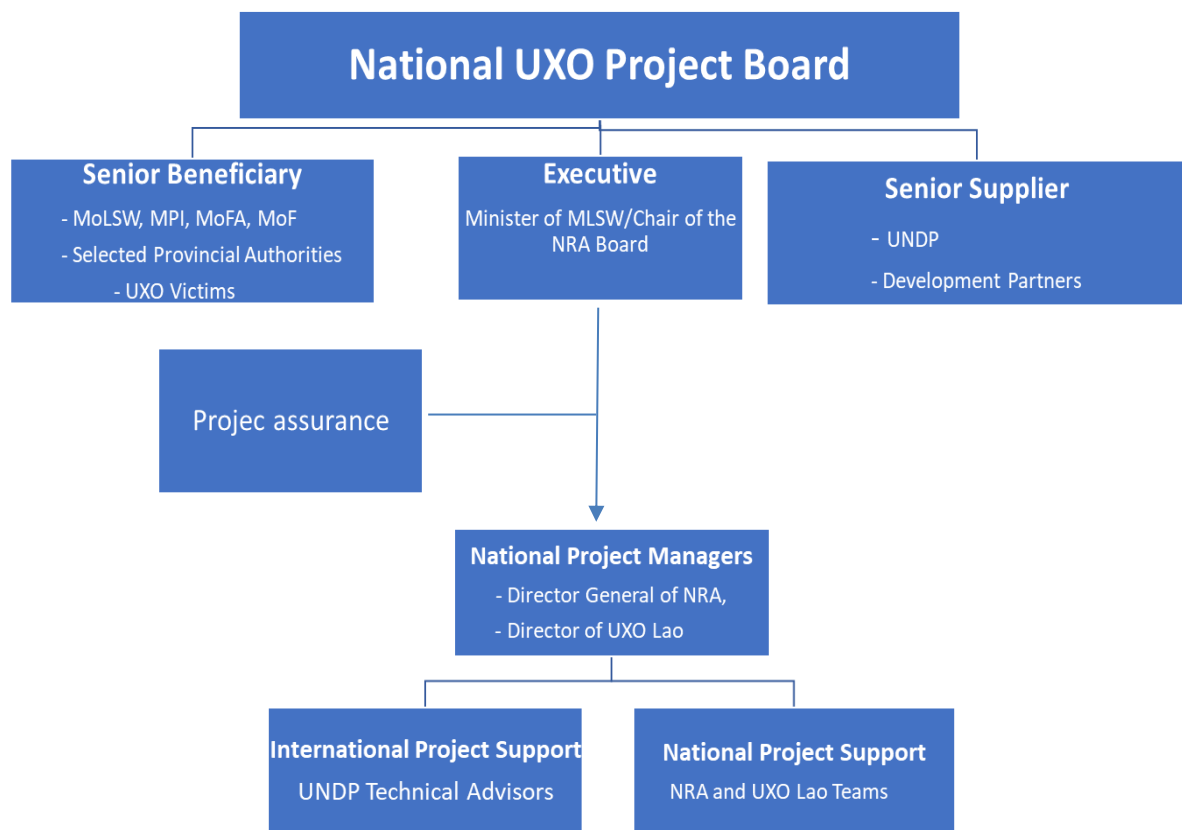 National UXO Project Board
Senior Beneficiary
- MoLSW, MPI, MoFA, MoF
- Selected Provincial Authorities
- UXO Victims
Executive
Minister of MLSW/Chair of the
NRA Board
Senior Supplier
- UNDP
- Development Partners
Projec assurance
National Project Managers
- Director General of NRA,
- Director of UXO Lao
International Project Support
UNDP Technical Advisors
National Project Support
NRA and UXO Lao Teams